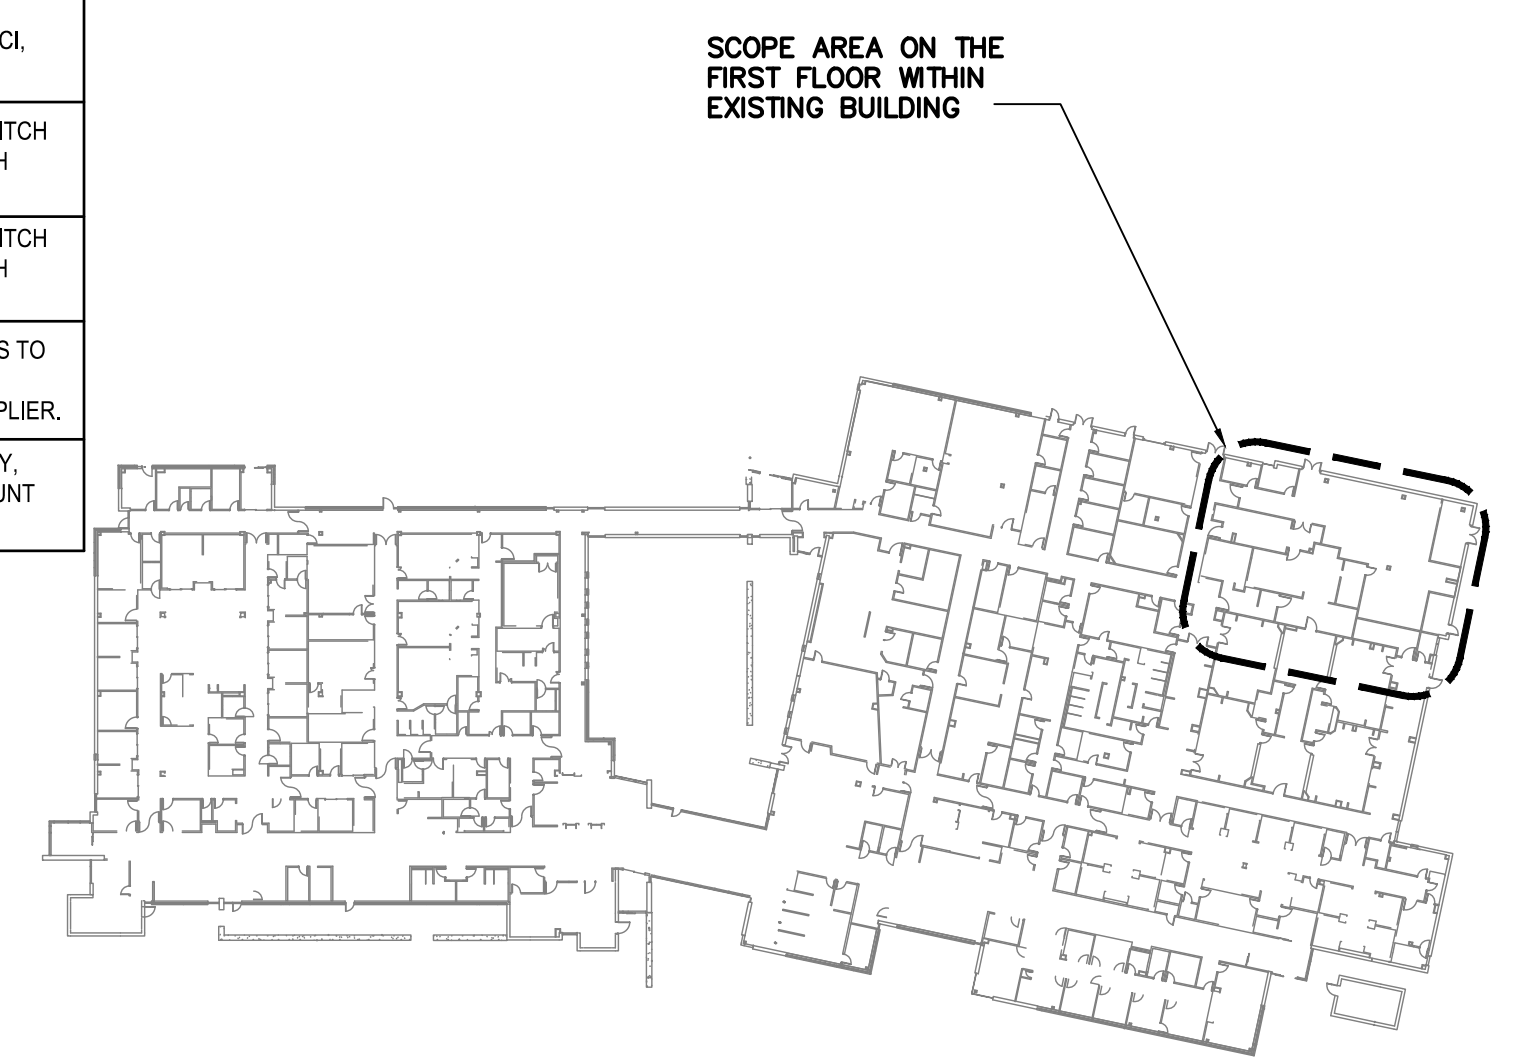 CI,
ITCH
H
ITCH
H
S TO
PLIER.
Y,
UNT
SCOPE AREA ON THE
FIRST FLOOR WITHIN
EXISTING BUILDING